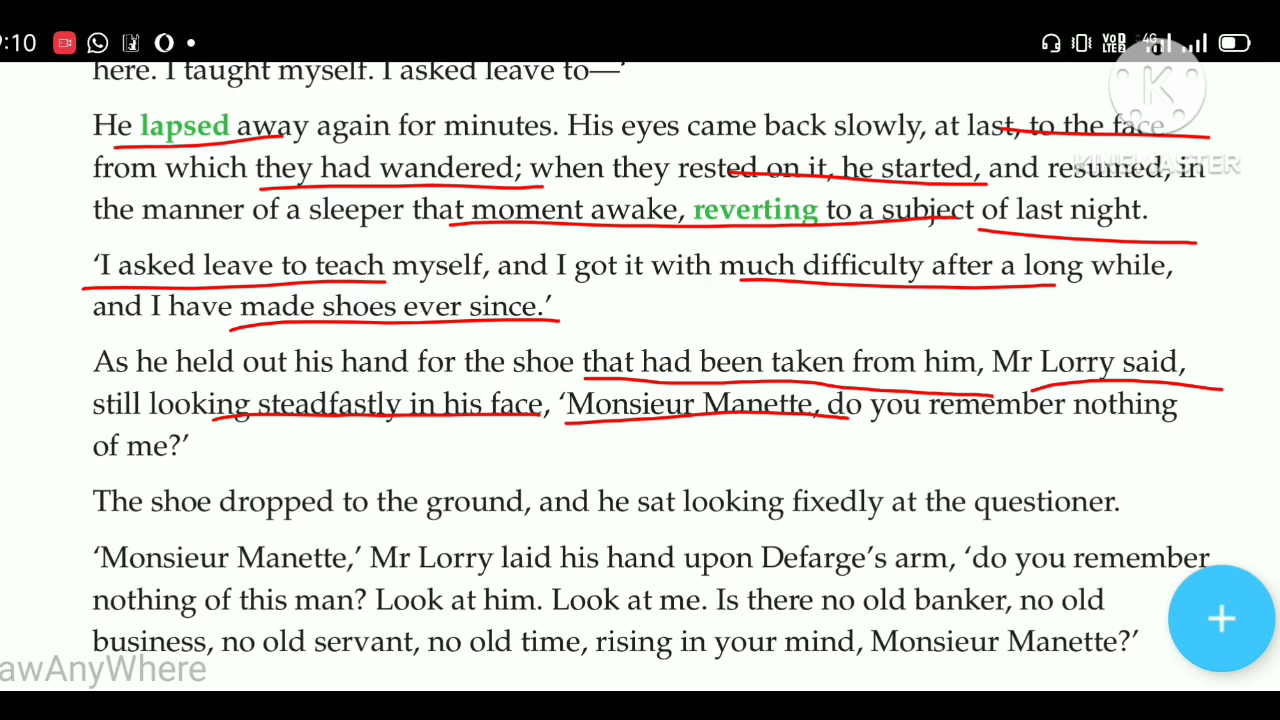 9:10 VoD LTE2 4G
here. I taught myself. I asked leave to—’
K
KINEMASTER
He lapsed away again for minutes. His eyes came back slowly, at last, to the face
from which they had wandered; when they rested on it, he started, and resumed, in
the manner of a sleeper that moment awake, reverting to a subject of last night.
‘I asked leave to teach myself, and I got it with much difficulty after a long while,
and I have made shoes ever since.’
As he held out his hand for the shoe that had been taken from him, Mr Lorry said,
still looking steadfastly in his face, ‘Monsieur Manette, do you remember nothing
of me?’
The shoe dropped to the ground, and he sat looking fixedly at the questioner.
‘Monsieur Manette,’ Mr Lorry laid his hand upon Defarge’s arm, ‘do you remember
nothing of this man? Look at him. Look at me. Is there no old banker, no old
business, no old servant, no old time, rising in your mind, Monsieur Manette?’
awAnyWhere